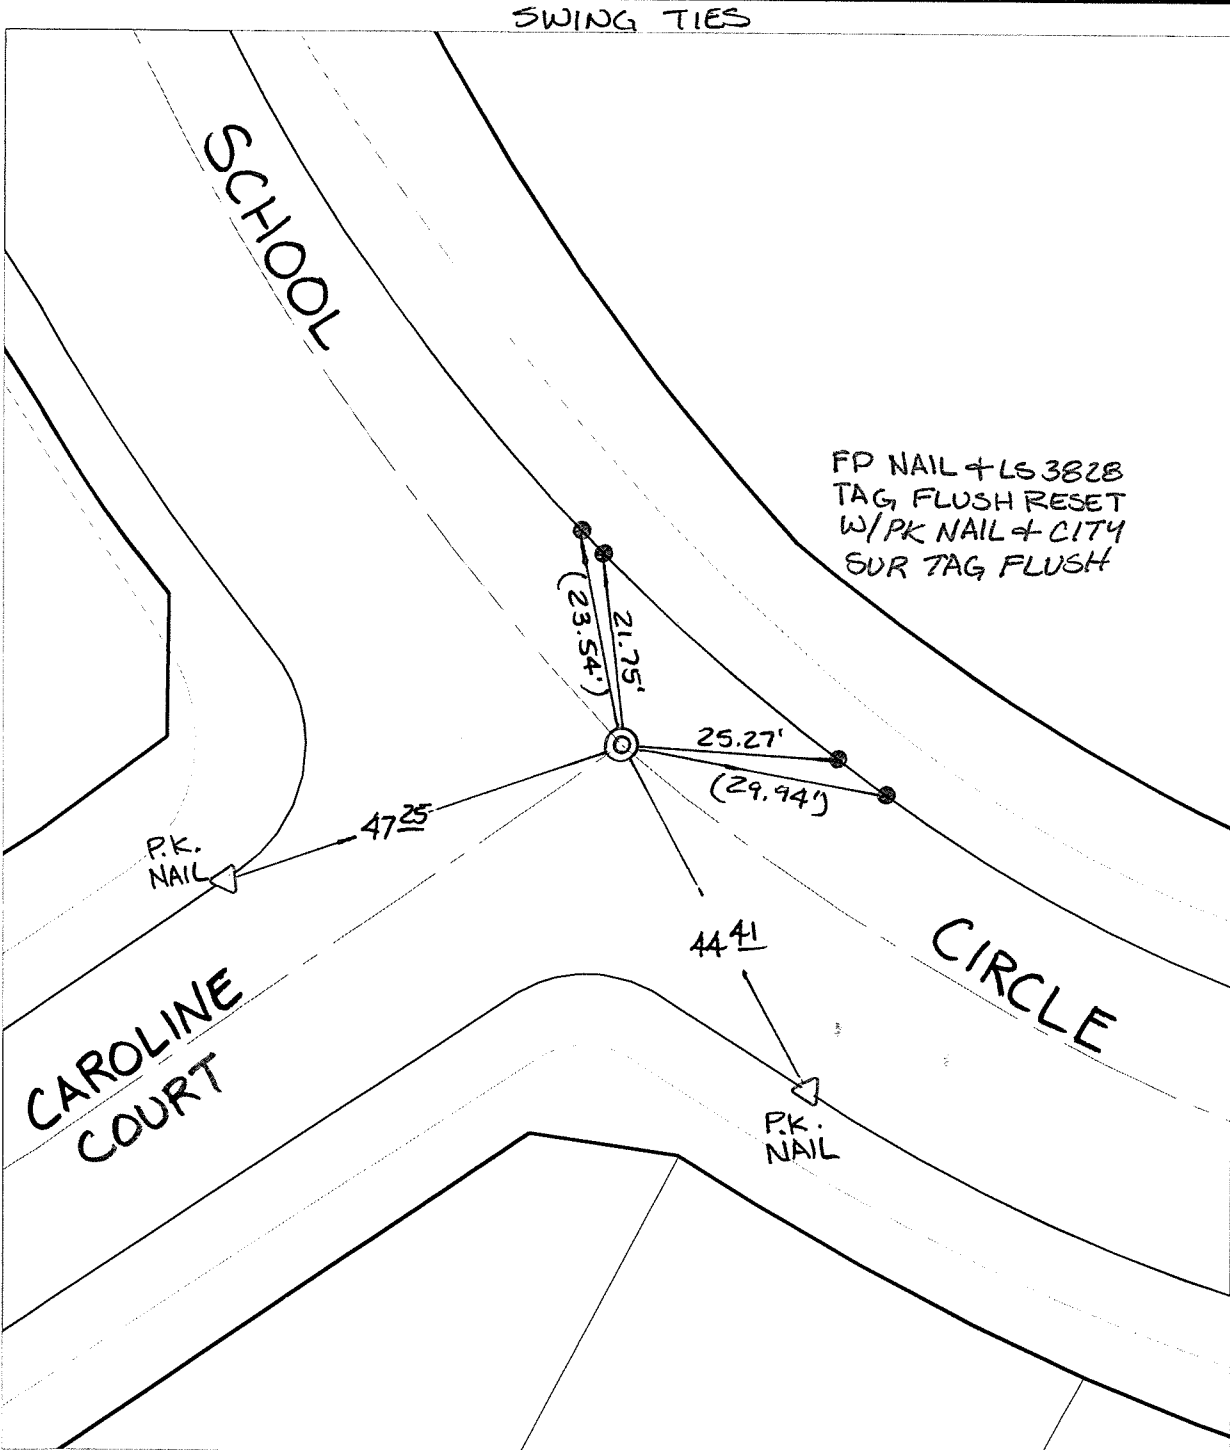 SWING TIES
SCHOOL
FD NAIL & LS 3828
TAG FLUSH RESET
W/PK NAIL & CITY
SUR TAG FLUSH
(23.54')
21.75'
25.27'
(29.94')
47 25
P.K.
NAIL
44 41
CIRCLE
CAROLINE
COURT
P.K.
NAIL